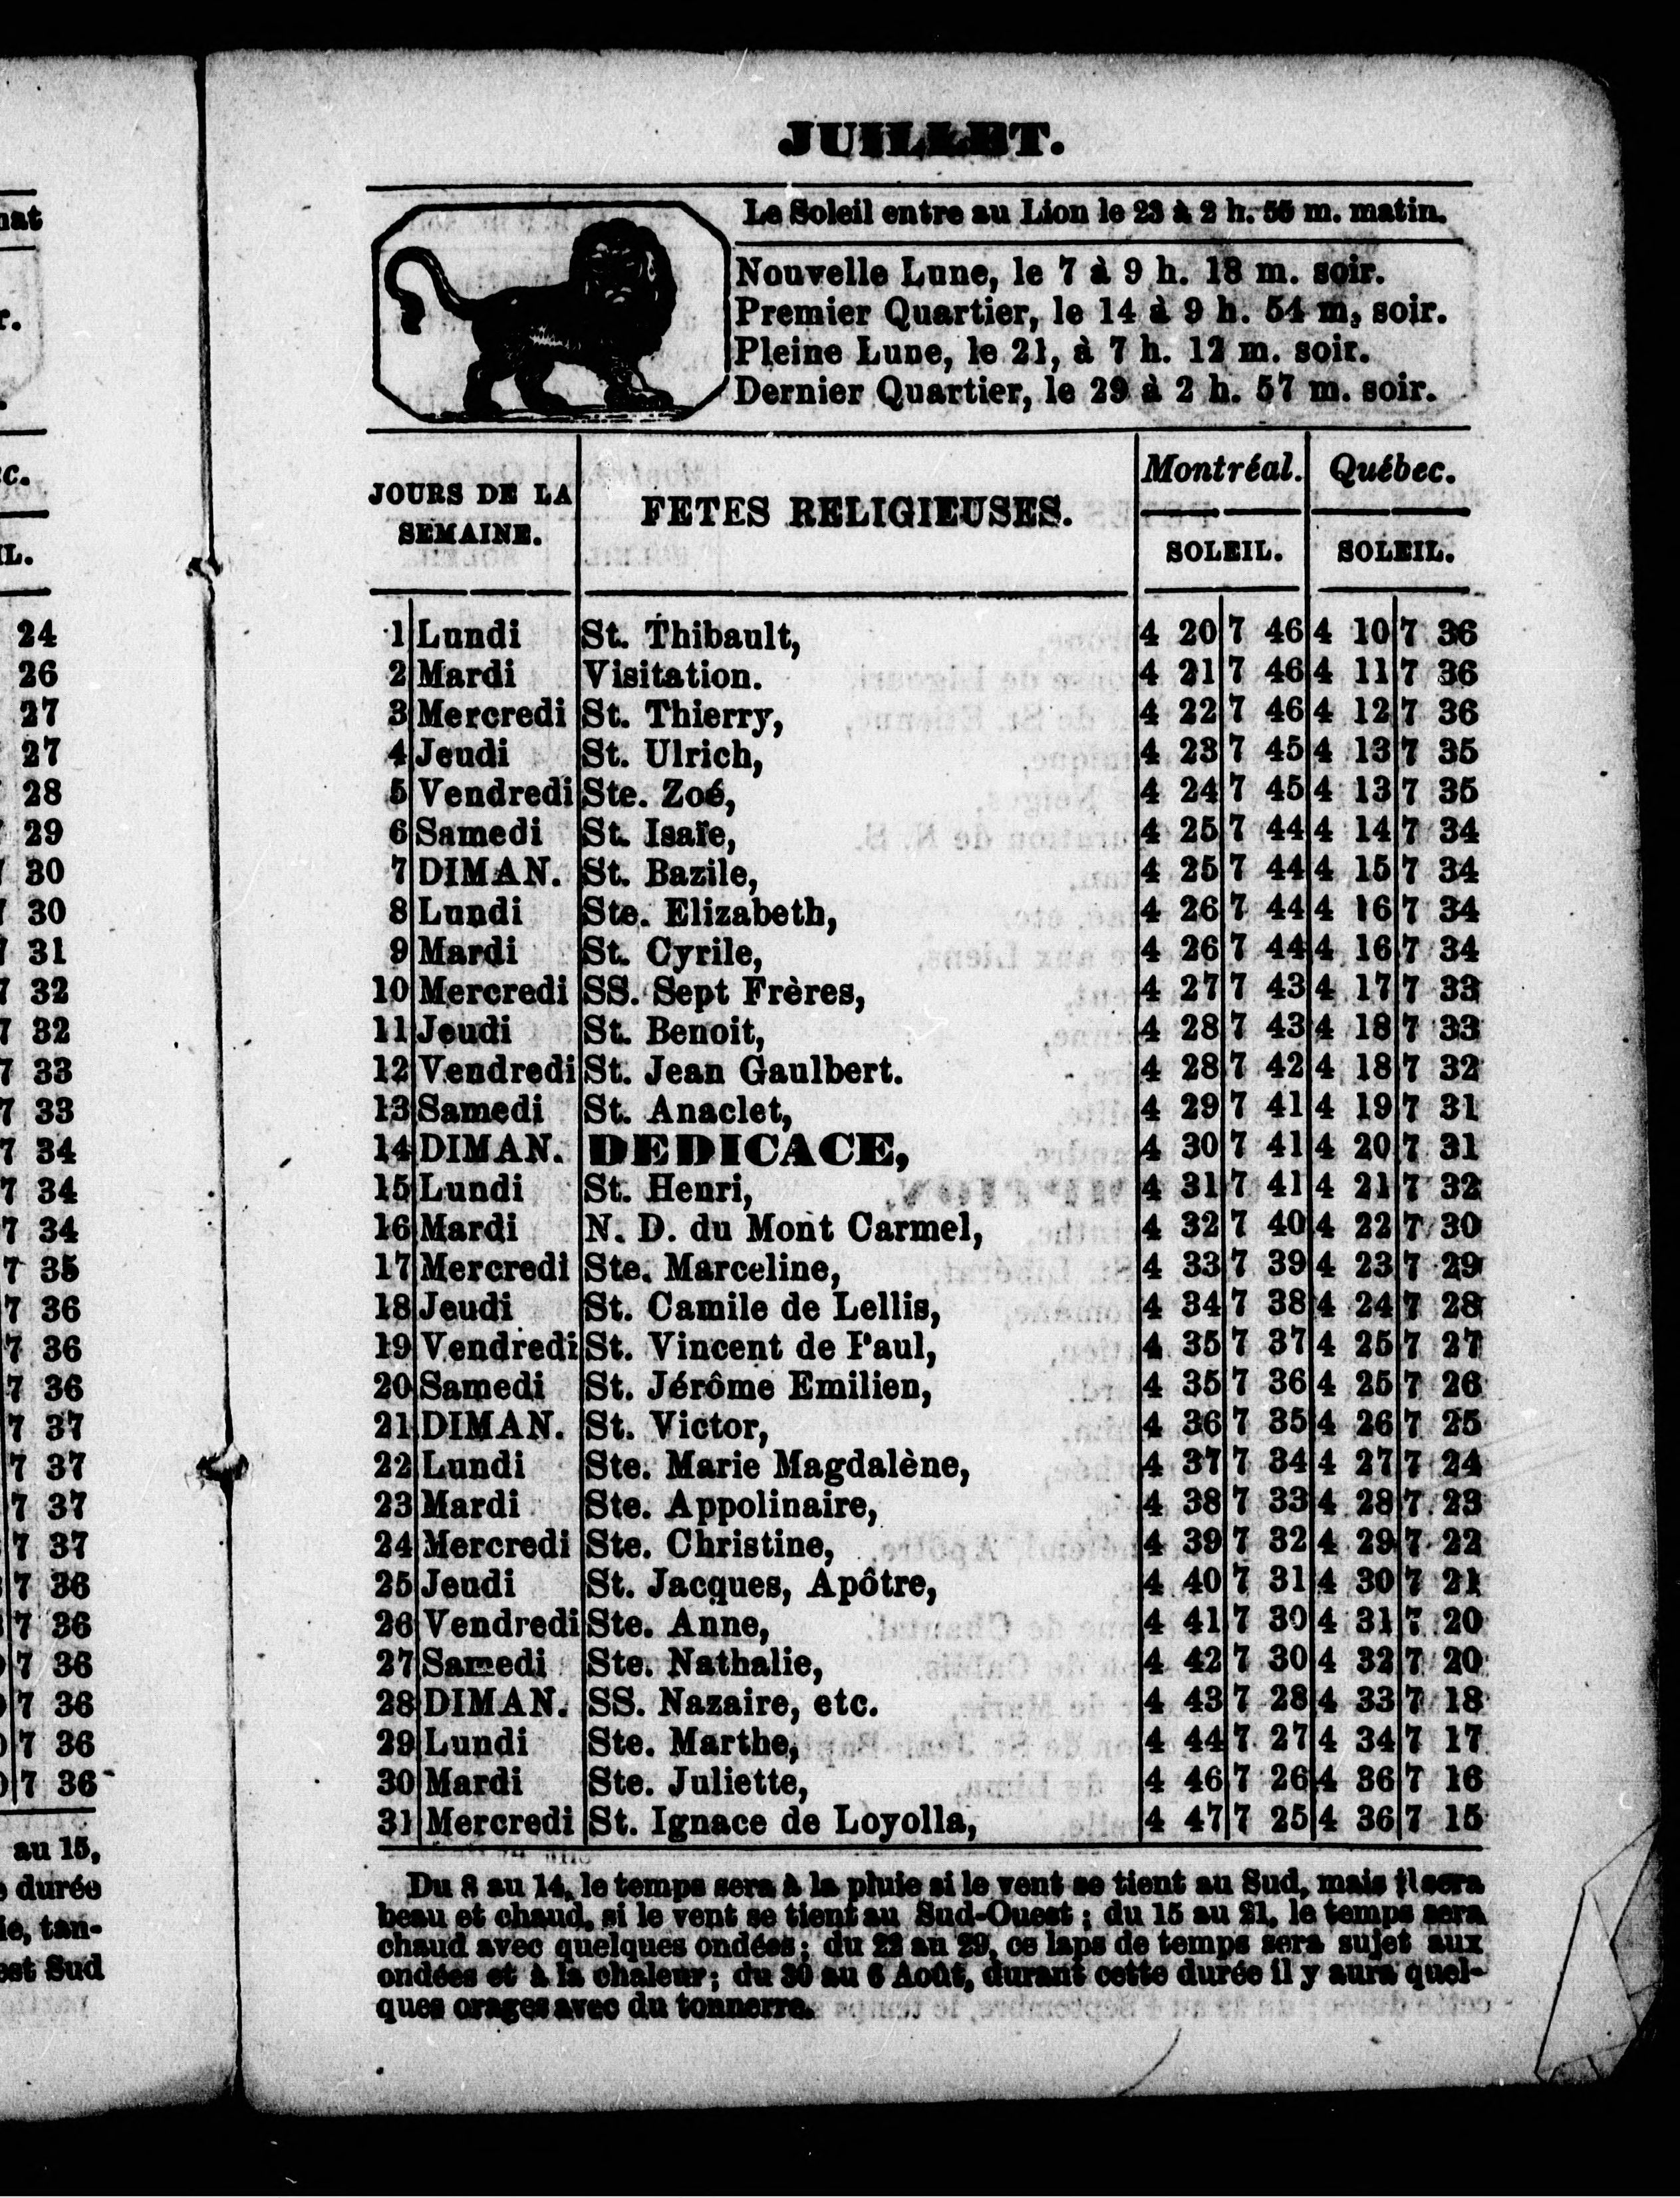 JUILLET.
Le Soleil entre au Lion le 23 à 2 h. 55 m. matin.
Nouvelle Lune, le 7 à 9 h. 18 m. soir.
Premier Quartier, le 14 à 9 h. 54 m, soir.
Pleine Lune, le 21, à 7 h. 12 m. soir.
Dernier Quartier, le 29 à 2 h. 57 m. soir.
JOURS DE LA SEMAINE. FETES RELIGIEUSES. Montréal. Québec.
SOLEIL. SOLEIL.
1 Lundi St. Thibault, 4 20 7 46 4 10 7 36
2 Mardi Visitation. 4 21 7 46 4 11 7 36
3 Mercredi St. Thierry, 4 22 7 46 4 12 7 36
4 Jeudi St. Ulrich, 4 23 7 45 4 13 7 35
5 Vendredi Ste. Zoé, 4 24 7 45 4 13 7 35
6 Samedi St. Isaïe, 4 25 7 44 4 14 7 34
7 DIMAN. St. Bazile, 4 25 7 44 4 15 7 34
8 Lundi Ste. Elizabeth, 4 26 7 44 4 16 7 34
9 Mardi St. Cyrile, 4 26 7 44 4 16 7 34
10 Mercredi SS. Sept Frères, 4 27 7 43 4 17 7 33
11 Jeudi St. Benoit, 4 28 7 43 4 18 7 33
12 Vendredi St. Jean Gaulbert. 4 28 7 42 4 18 7 32
13 Samedi St. Anaclet, 4 29 7 41 4 19 7 31
14 DIMAN. DEDICACE, 4 30 7 41 4 20 7 31
15 Lundi St. Henri, 4 31 7 41 4 21 7 32
16 Mardi N. D. du Mont Carmel, 4 32 7 40 4 22 7 30
17 Mercredi Ste. Marceline, 4 33 7 39 4 23 7 29
18 Jeudi St. Camile de Lellis, 4 34 7 38 4 24 7 28
19 Vendredi St. Vincent de Paul, 4 35 7 37 4 25 7 27
20 Samedi St. Jérôme Emilien, 4 35 7 36 4 25 7 26
21 DIMAN. St. Victor, 4 36 7 35 4 26 7 25
22 Lundi Ste. Marie Magdalène, 4 37 7 34 4 27 7 24
23 Mardi Ste. Appolinaire, 4 38 7 33 4 28 7 23
24 Mercredi Ste. Christine, 4 39 7 32 4 29 7 22
25 Jeudi St. Jacques, Apôtre, 4 40 7 31 4 30 7 21
26 Vendredi Ste. Anne, 4 41 7 30 4 31 7 20
27 Samedi Ste. Nathalie, 4 42 7 30 4 32 7 20
28 DIMAN. SS. Nazaire, etc. 4 43 7 28 4 33 7 18
29 Lundi Ste. Marthe, 4 44 7 27 4 34 7 17
30 Mardi Ste. Juliette, 4 46 7 26 4 36 7 16
31 Mercredi St. Ignace de Loyolla, 4 47 7 25 4 36 7 15
Du 8 au 14, le temps sera à la pluie si le vent se tient au Sud, mais il sera
beau et chaud, si le vent se tient au Sud-Ouest ; du 15 au 21, le temps sera
chaud avec quelques ondées ; du 22 au 29, ce laps de temps sera sujet aux
ondées et à la chaleur ; du 30 au 6 Août, durant cette durée il y aura quel-
ques orages avec du tonnerre.